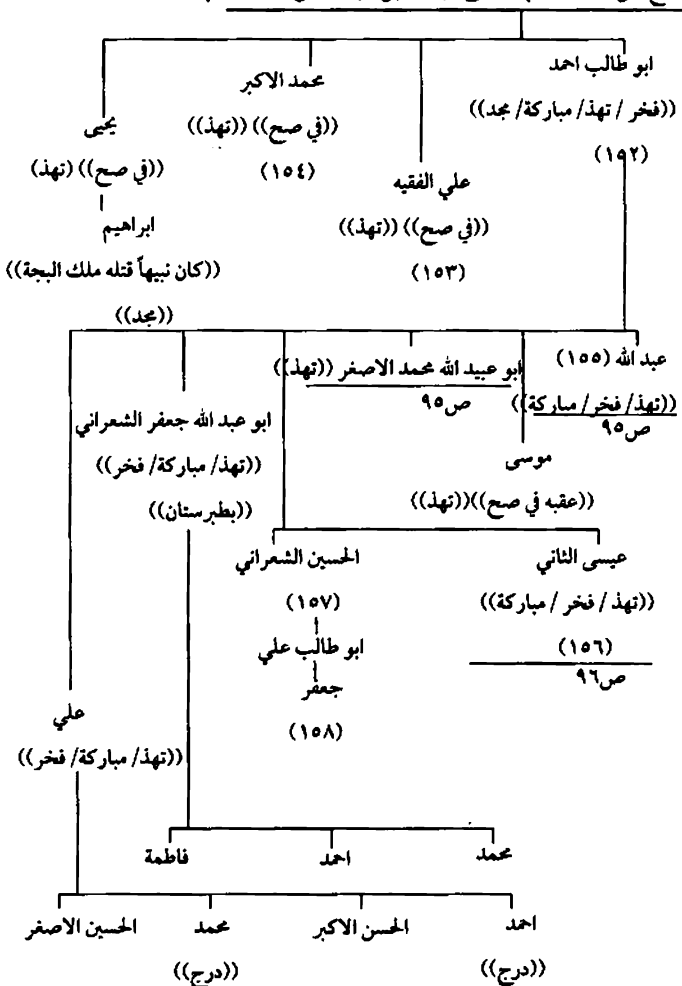 ابو طالب احمد
((فخر / تهذ/ مباركة/ مجد))
(١٥٢)
محمد الاكبر
((في صح)) ((تهذ))
(١٥٤)
علي الفقيه
((في صح)) ((تهذ))
(١٥٣)
يحيى
((في صح)) (تهذ)
ابراهيم
((كان نبيهاً قتله ملك البجة))
((مجد))
عبد الله (١٥٥)
((تهذ/ فخر/ مباركة))
ص٩٥
ابو عبيد الله محمد الاصغر ((تهذ))
ص٩٥
موسى
((عقبه في صح))((تهذ))
ابو عبد الله جعفر الشعراني
((تهذ/ مباركة/ فخر))
((بطبرستان))
عيسى الثاني
((تهذ / فخر / مباركة))
(١٥٦)
ص٩٦
الحسين الشعراني
(١٥٧)
ابو طالب علي
جعفر
(١٥٨)
علي
((تهذ/ مباركة/ فخر))
محمد
احمد
فاطمة
احمد
((درج))
الحسن الاكبر
محمد
((درج))
الحسين الاصغر